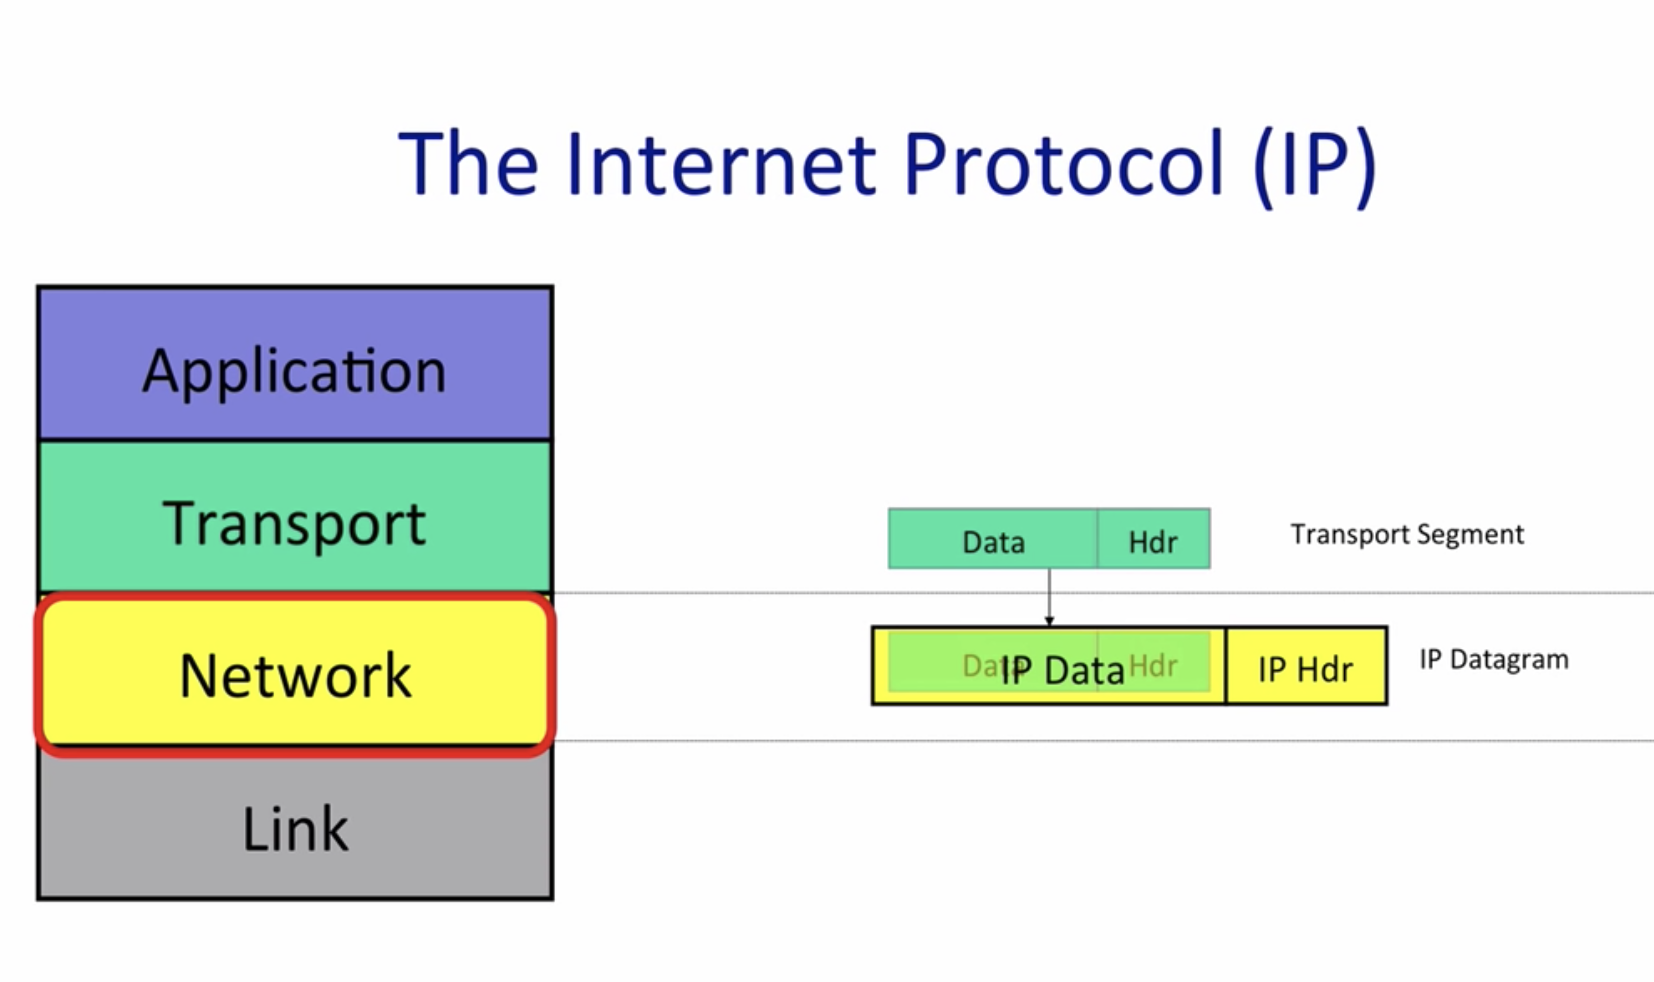 The Internet Protocol (IP)
Application
Transport
Network
Link
Data Hdr Transport Segment
Data Hdr
IP Data IP Hdr IP Datagram